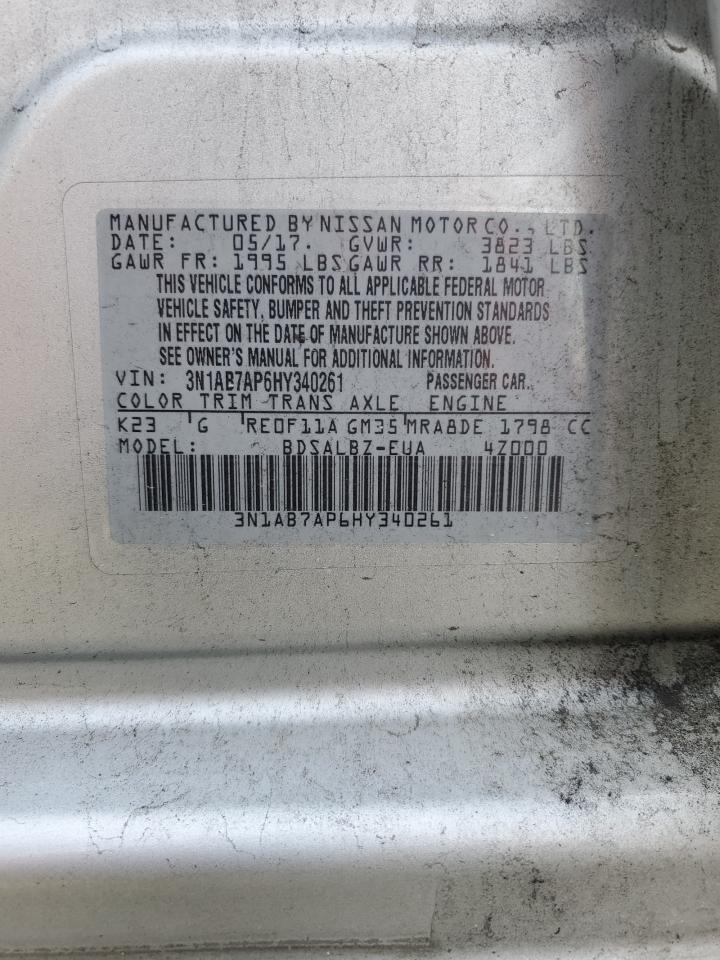 MANUFACTURED BY NISSAN MOTOR CO., LTD.
DATE: 05/17. GVWR: 3823 LBS
GAWR FR: 1995 LBS GAWR RR: 1841 LBS
THIS VEHICLE CONFORMS TO ALL APPLICABLE FEDERAL MOTOR
VEHICLE SAFETY, BUMPER AND THEFT PREVENTION STANDARDS
IN EFFECT ON THE DATE OF MANUFACTURE SHOWN ABOVE.
SEE OWNER'S MANUAL FOR ADDITIONAL INFORMATION.
VIN: 3N1AB7AP6HY340261 PASSENGER CAR.
COLOR TRIM TRANS AXLE ENGINE
K23 G RE0F11A GM35 MRA8DE 1798 CC
MODEL: BDSALBZ-EUA 4Z000
3N1AB7AP6HY340261